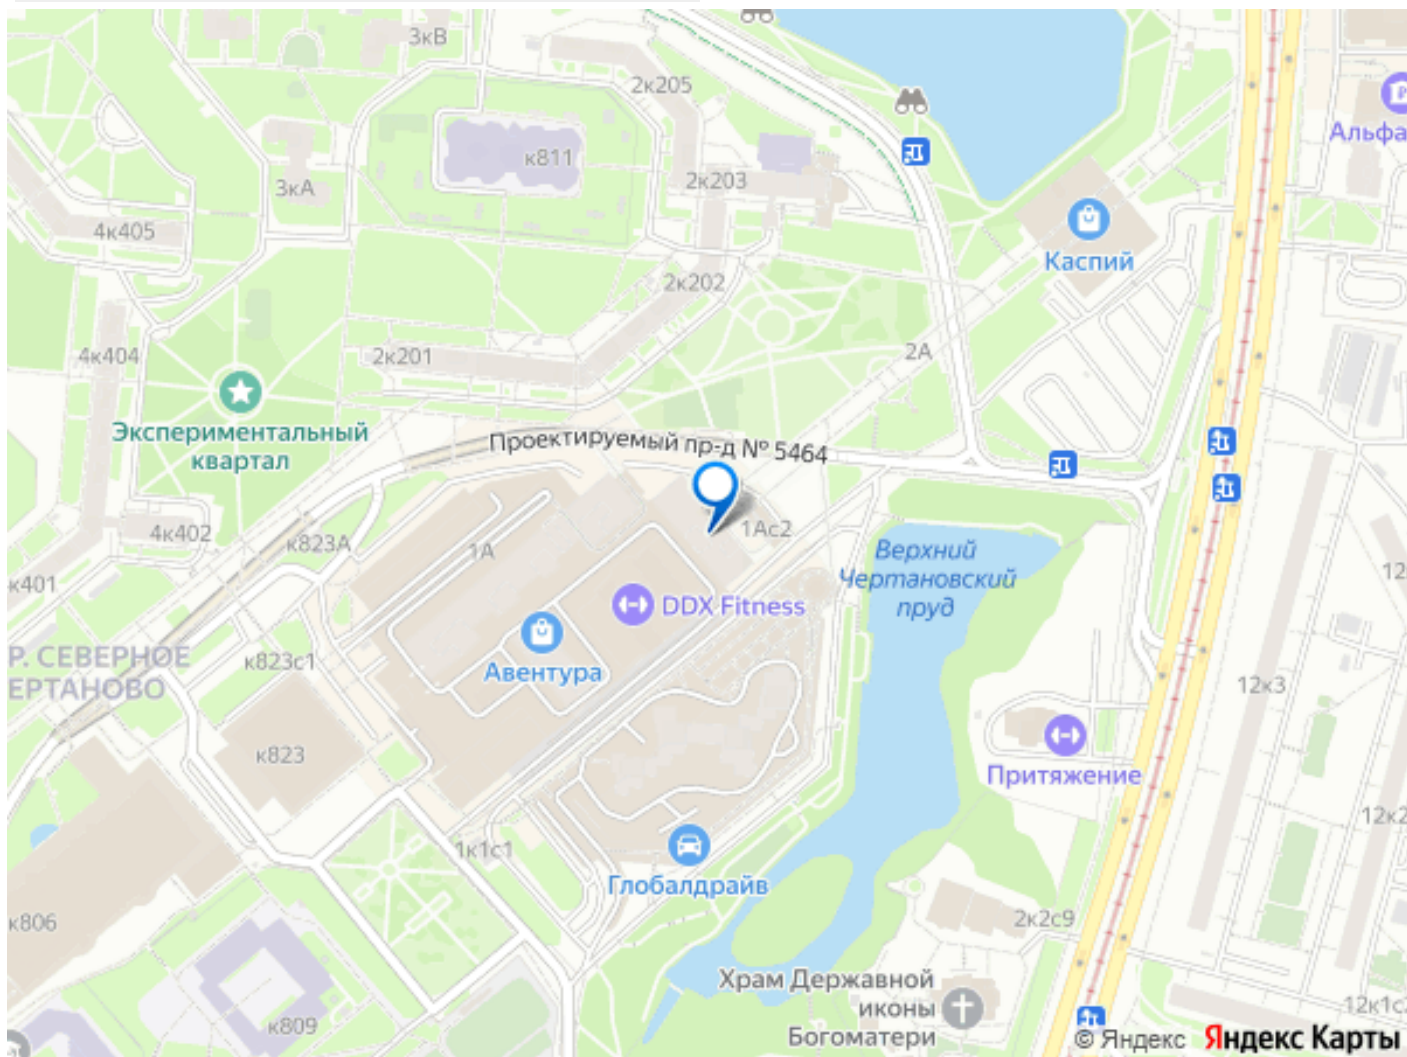 3кВ
2к205
Альфа
к811
3кА
2к203
4к405
Каспий
2к202
4к404
2к201
2А
Экспериментальный
квартал
Проектируемый пр-д № 5464
4к402
к823А
1А
1Ас2
Верхний
Чертановский
пруд
к401
DDX Fitness
12
Р. СЕВЕРНОЕ
ЕРТАНОВО
к823с1
Авентура
12к3
к823
Притяжение
12к2
1к1с1
Глобалдрайв
к806
2к2с9
Храм Державной
иконы
Богоматери
к809
12к1с
© Яндекс Яндекс Карты